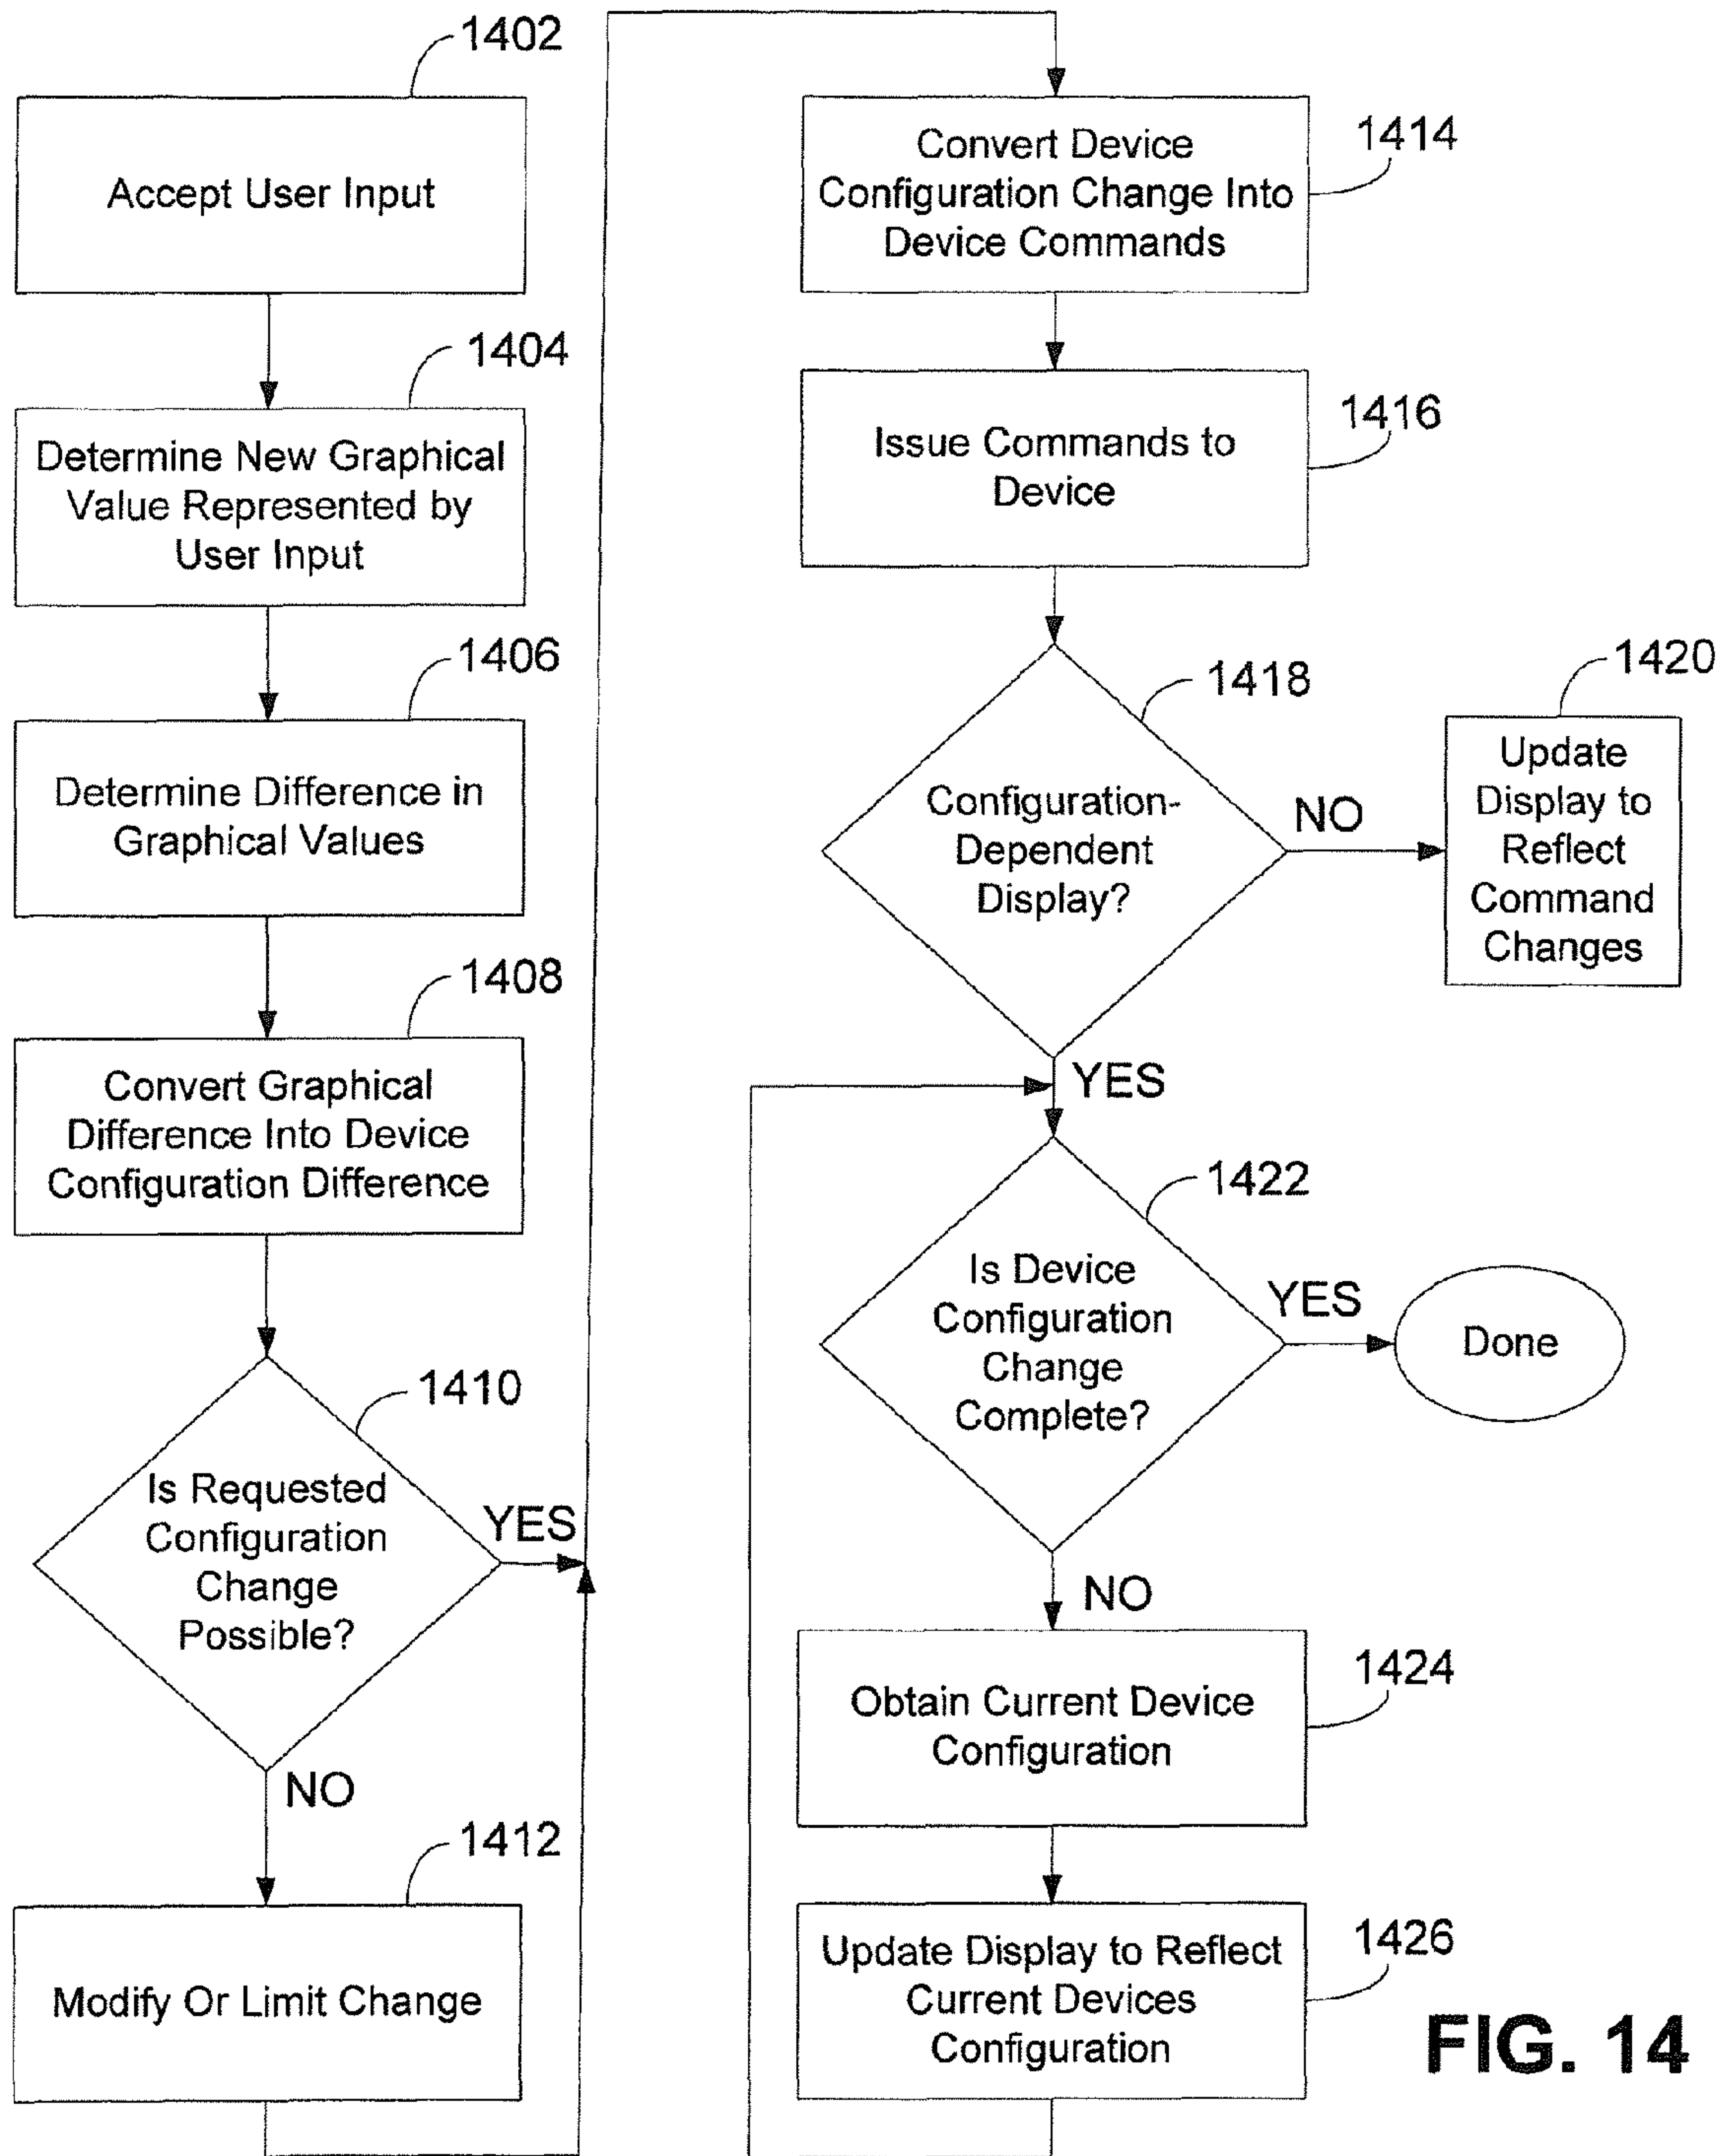 1402
Accept User Input
1404
Determine New Graphical
Value Represented by
User Input
1406
Determine Difference in
Graphical Values
1408
Convert Graphical
Difference Into Device
Configuration Difference
1410
Is Requested
Configuration
Change
Possible?
YES
NO
1412
Modify Or Limit Change
1414
Convert Device
Configuration Change Into
Device Commands
1416
Issue Commands to
Device
1418
Configuration-
Dependent
Display?
NO
1420
Update
Display to
Reflect
Command
Changes
YES
1422
Is Device
Configuration
Change
Complete?
YES
Done
NO
1424
Obtain Current Device
Configuration
1426
Update Display to Reflect
Current Devices
Configuration
FIG. 14